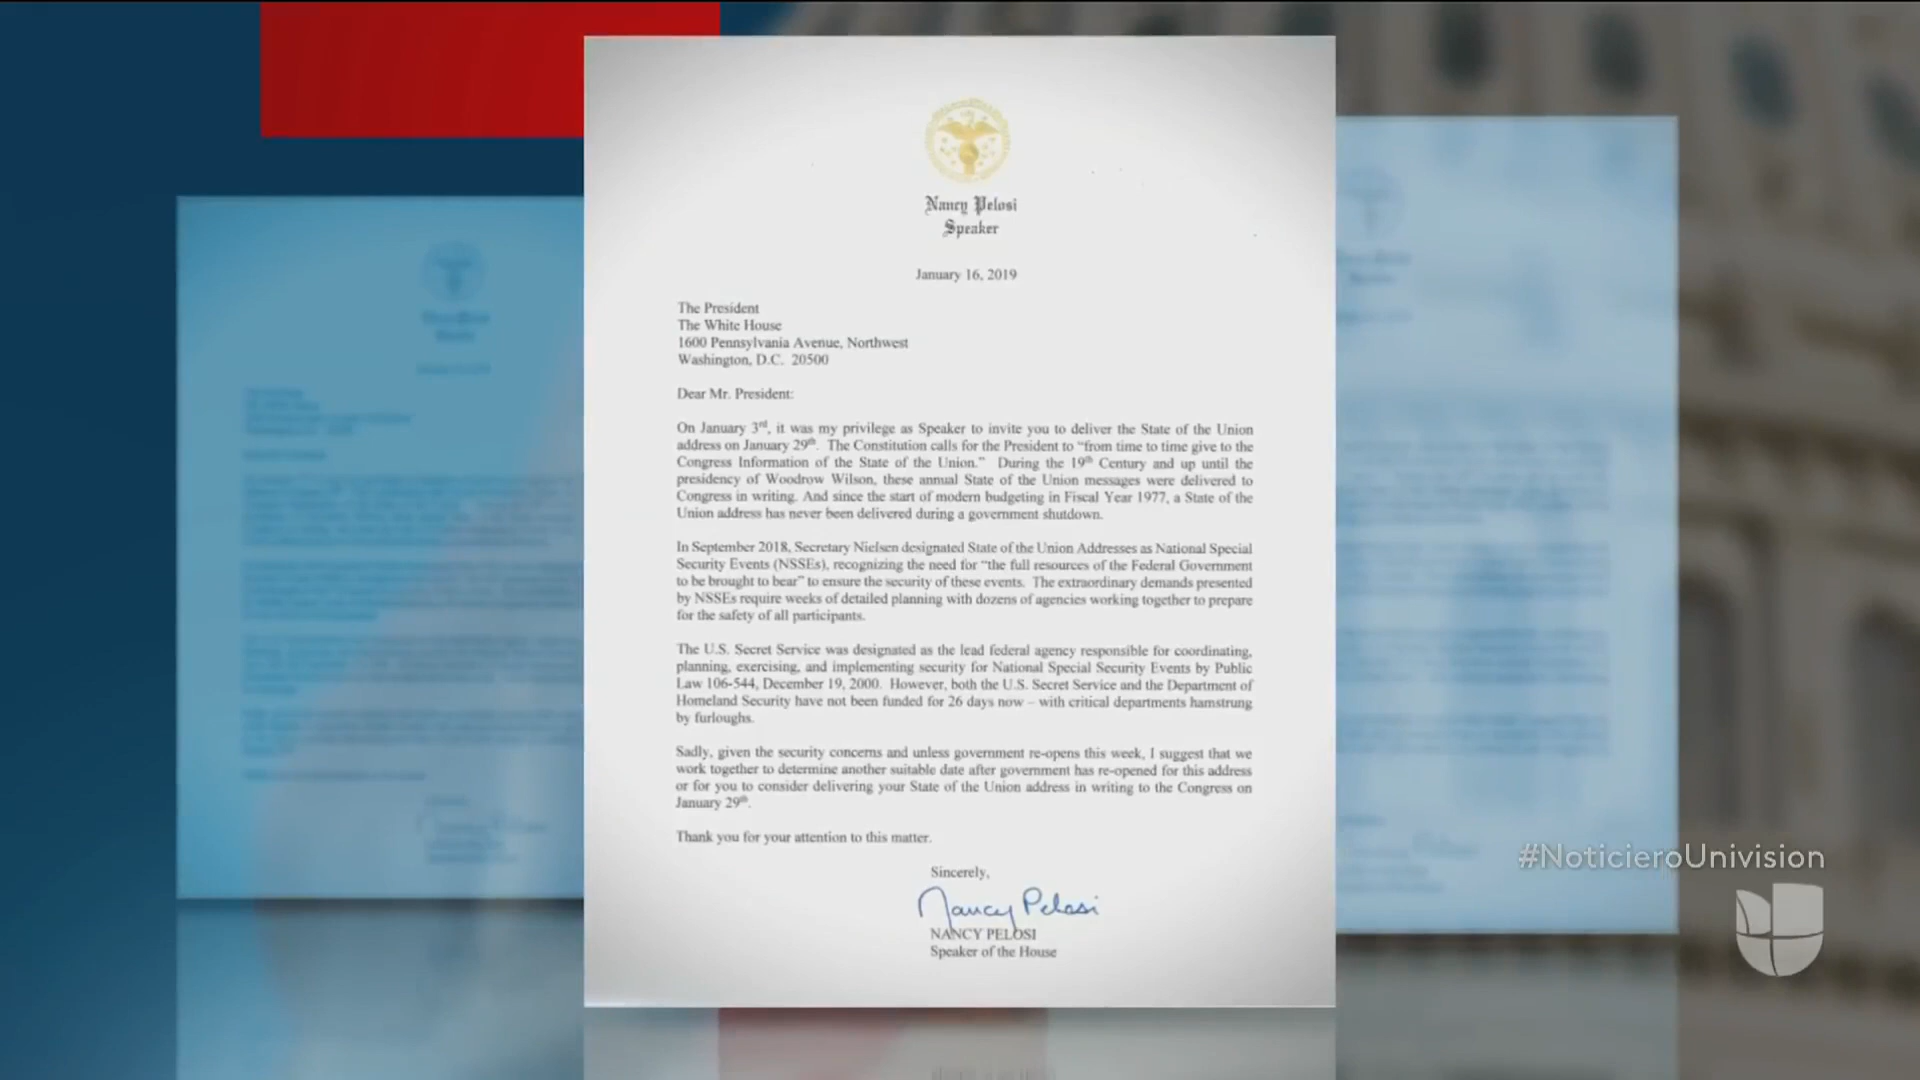 Nancy Pelosi
Speaker
January 16, 2019
The President
The White House
1600 Pennsylvania Avenue, Northwest
Washington, D.C. 20500
Dear Mr. President:
On January 3rd, it was my privilege as Speaker to invite you to deliver the State of the Union
address on January 29th. The Constitution calls for the President to “from time to time give to the
Congress Information of the State of the Union.” During the 19th Century and up until the
presidency of Woodrow Wilson, these annual State of the Union messages were delivered to
Congress in writing. And since the start of modern budgeting in Fiscal Year 1977, a State of the
Union address has never been delivered during a government shutdown.
In September 2018, Secretary Nielsen designated State of the Union Addresses as National Special
Security Events (NSSEs), recognizing the need for “the full resources of the Federal Government
to be brought to bear” to ensure the security of these events. The extraordinary demands presented
by NSSEs require weeks of detailed planning with dozens of agencies working together to prepare
for the safety of all participants.
The U.S. Secret Service was designated as the lead federal agency responsible for coordinating,
planning, exercising, and implementing security for National Special Security Events by Public
Law 106-544, December 19, 2000. However, both the U.S. Secret Service and the Department of
Homeland Security have not been funded for 26 days now – with critical departments hamstrung
by furloughs.
Sadly, given the security concerns and unless government re-opens this week, I suggest that we
work together to determine another suitable date after government has re-opened for this address
or for you to consider delivering your State of the Union address in writing to the Congress on
January 29th.
Thank you for your attention to this matter.
Sincerely,
Nancy Pelosi
NANCY PELOSI
Speaker of the House
#NoticieroUnivision